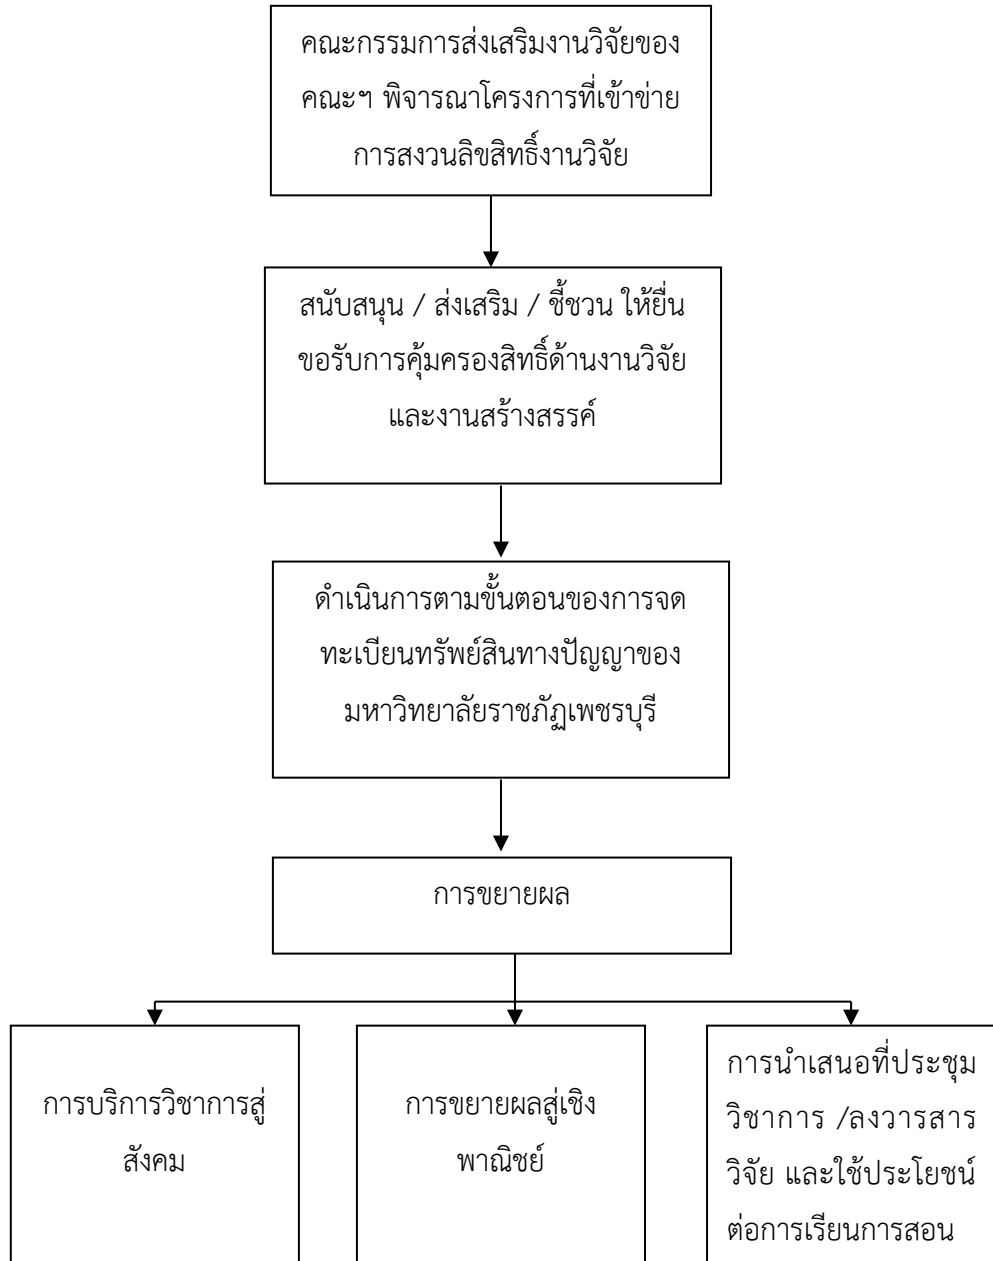 คณะกรรมการส่งเสริมงานวิจัยของ
คณะฯ พิจารณาโครงการที่เข้าข่าย
การสงวนลิขสิทธิ์งานวิจัย
สนับสนุน / ส่งเสริม / ชี้ชวน ให้ยื่น
ขอรับการคุ้มครองสิทธิ์ด้านงานวิจัย
และงานสร้างสรรค์
ดำเนินการตามขั้นตอนของการจด
ทะเบียนทรัพย์สินทางปัญญาของ
มหาวิทยาลัยราชภัฏเพชรบุรี
การขยายผล
การบริการวิชาการสู่
สังคม
การขยายผลสู่เชิง
พาณิชย์
การนำเสนอที่ประชุม
วิชาการ /ลงวารสาร
วิจัย และใช้ประโยชน์
ต่อการเรียนการสอน